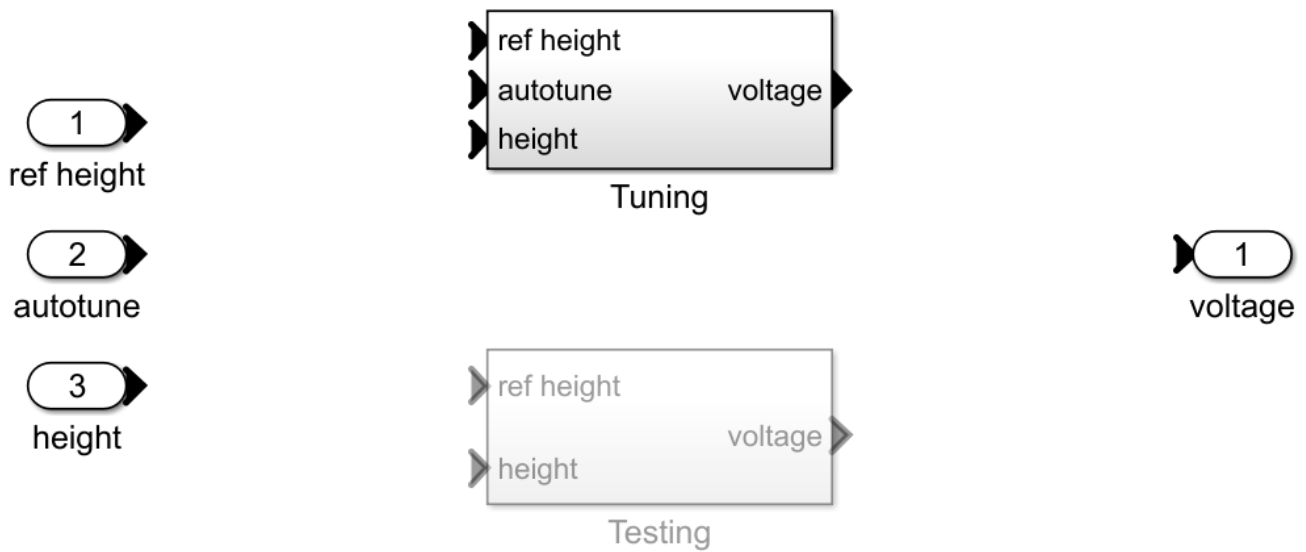 1
ref height
2
autotune
3
height
ref height
autotune
height
voltage
Tuning
ref height
height
voltage
Testing
1
voltage